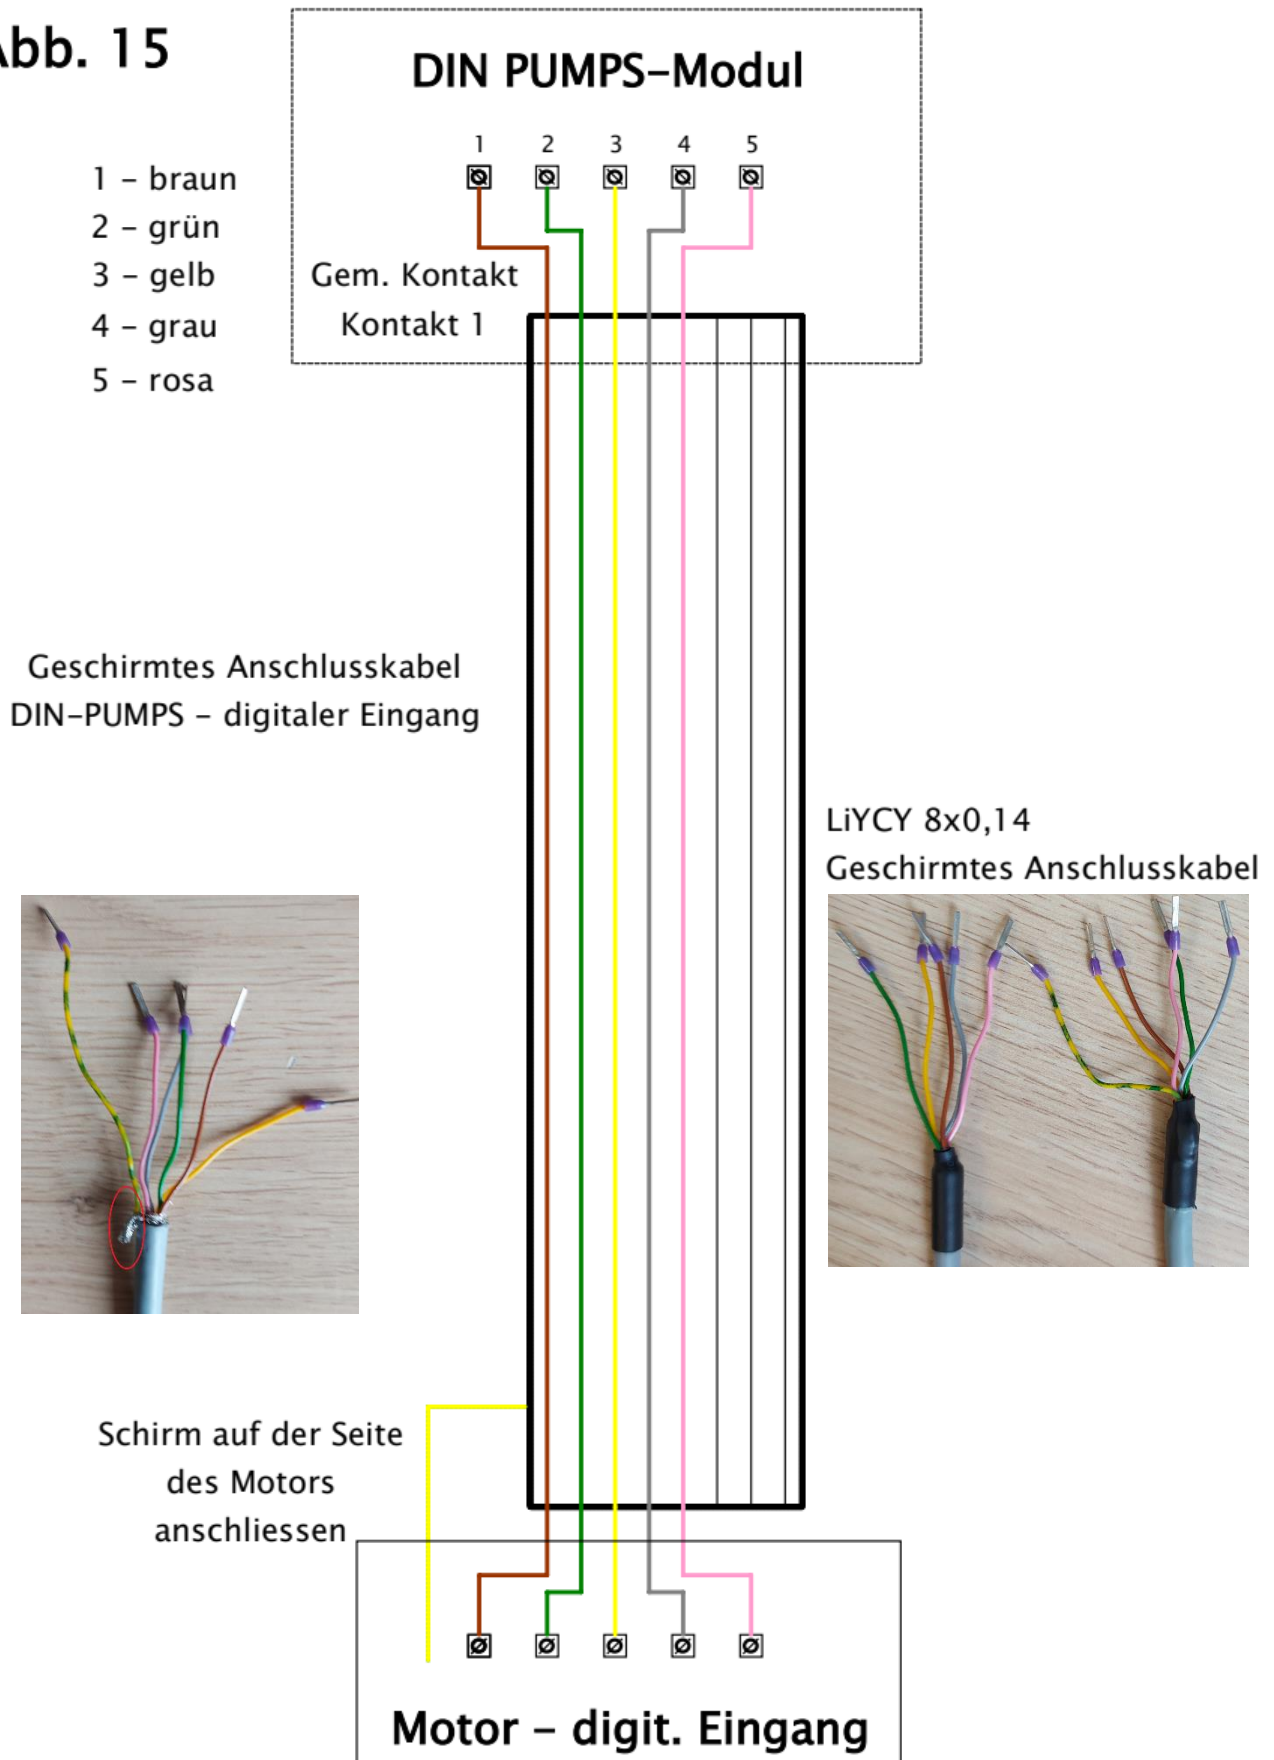 Abb. 15
DIN PUMPS-Modul
1 2 3 4 5
1 - braun
2 - grün
3 - gelb
4 - grau
5 - rosa
Gem. Kontakt
Kontakt 1
Geschirmtes Anschlusskabel
DIN-PUMPS - digitaler Eingang
LiYCY 8x0,14
Geschirmtes Anschlusskabel
Schirm auf der Seite
des Motors
anschliessen
Motor - digit. Eingang